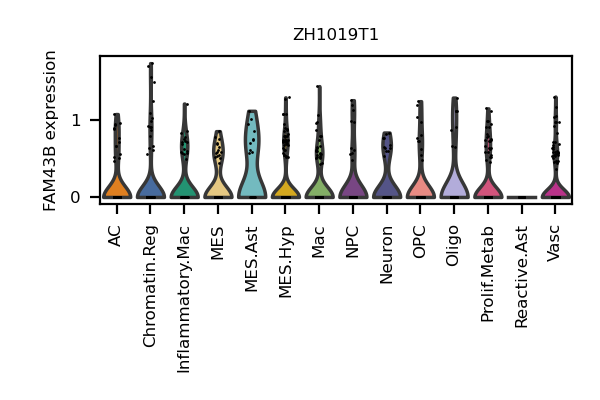 ZH1019T1
FAM43B expression
1
0
AC
Chromatin.Reg
Inflammatory.Mac
MES
MES.Ast
MES.Hyp
Mac
NPC
Neuron
OPC
Oligo
Prolif.Metab
Reactive.Ast
Vasc